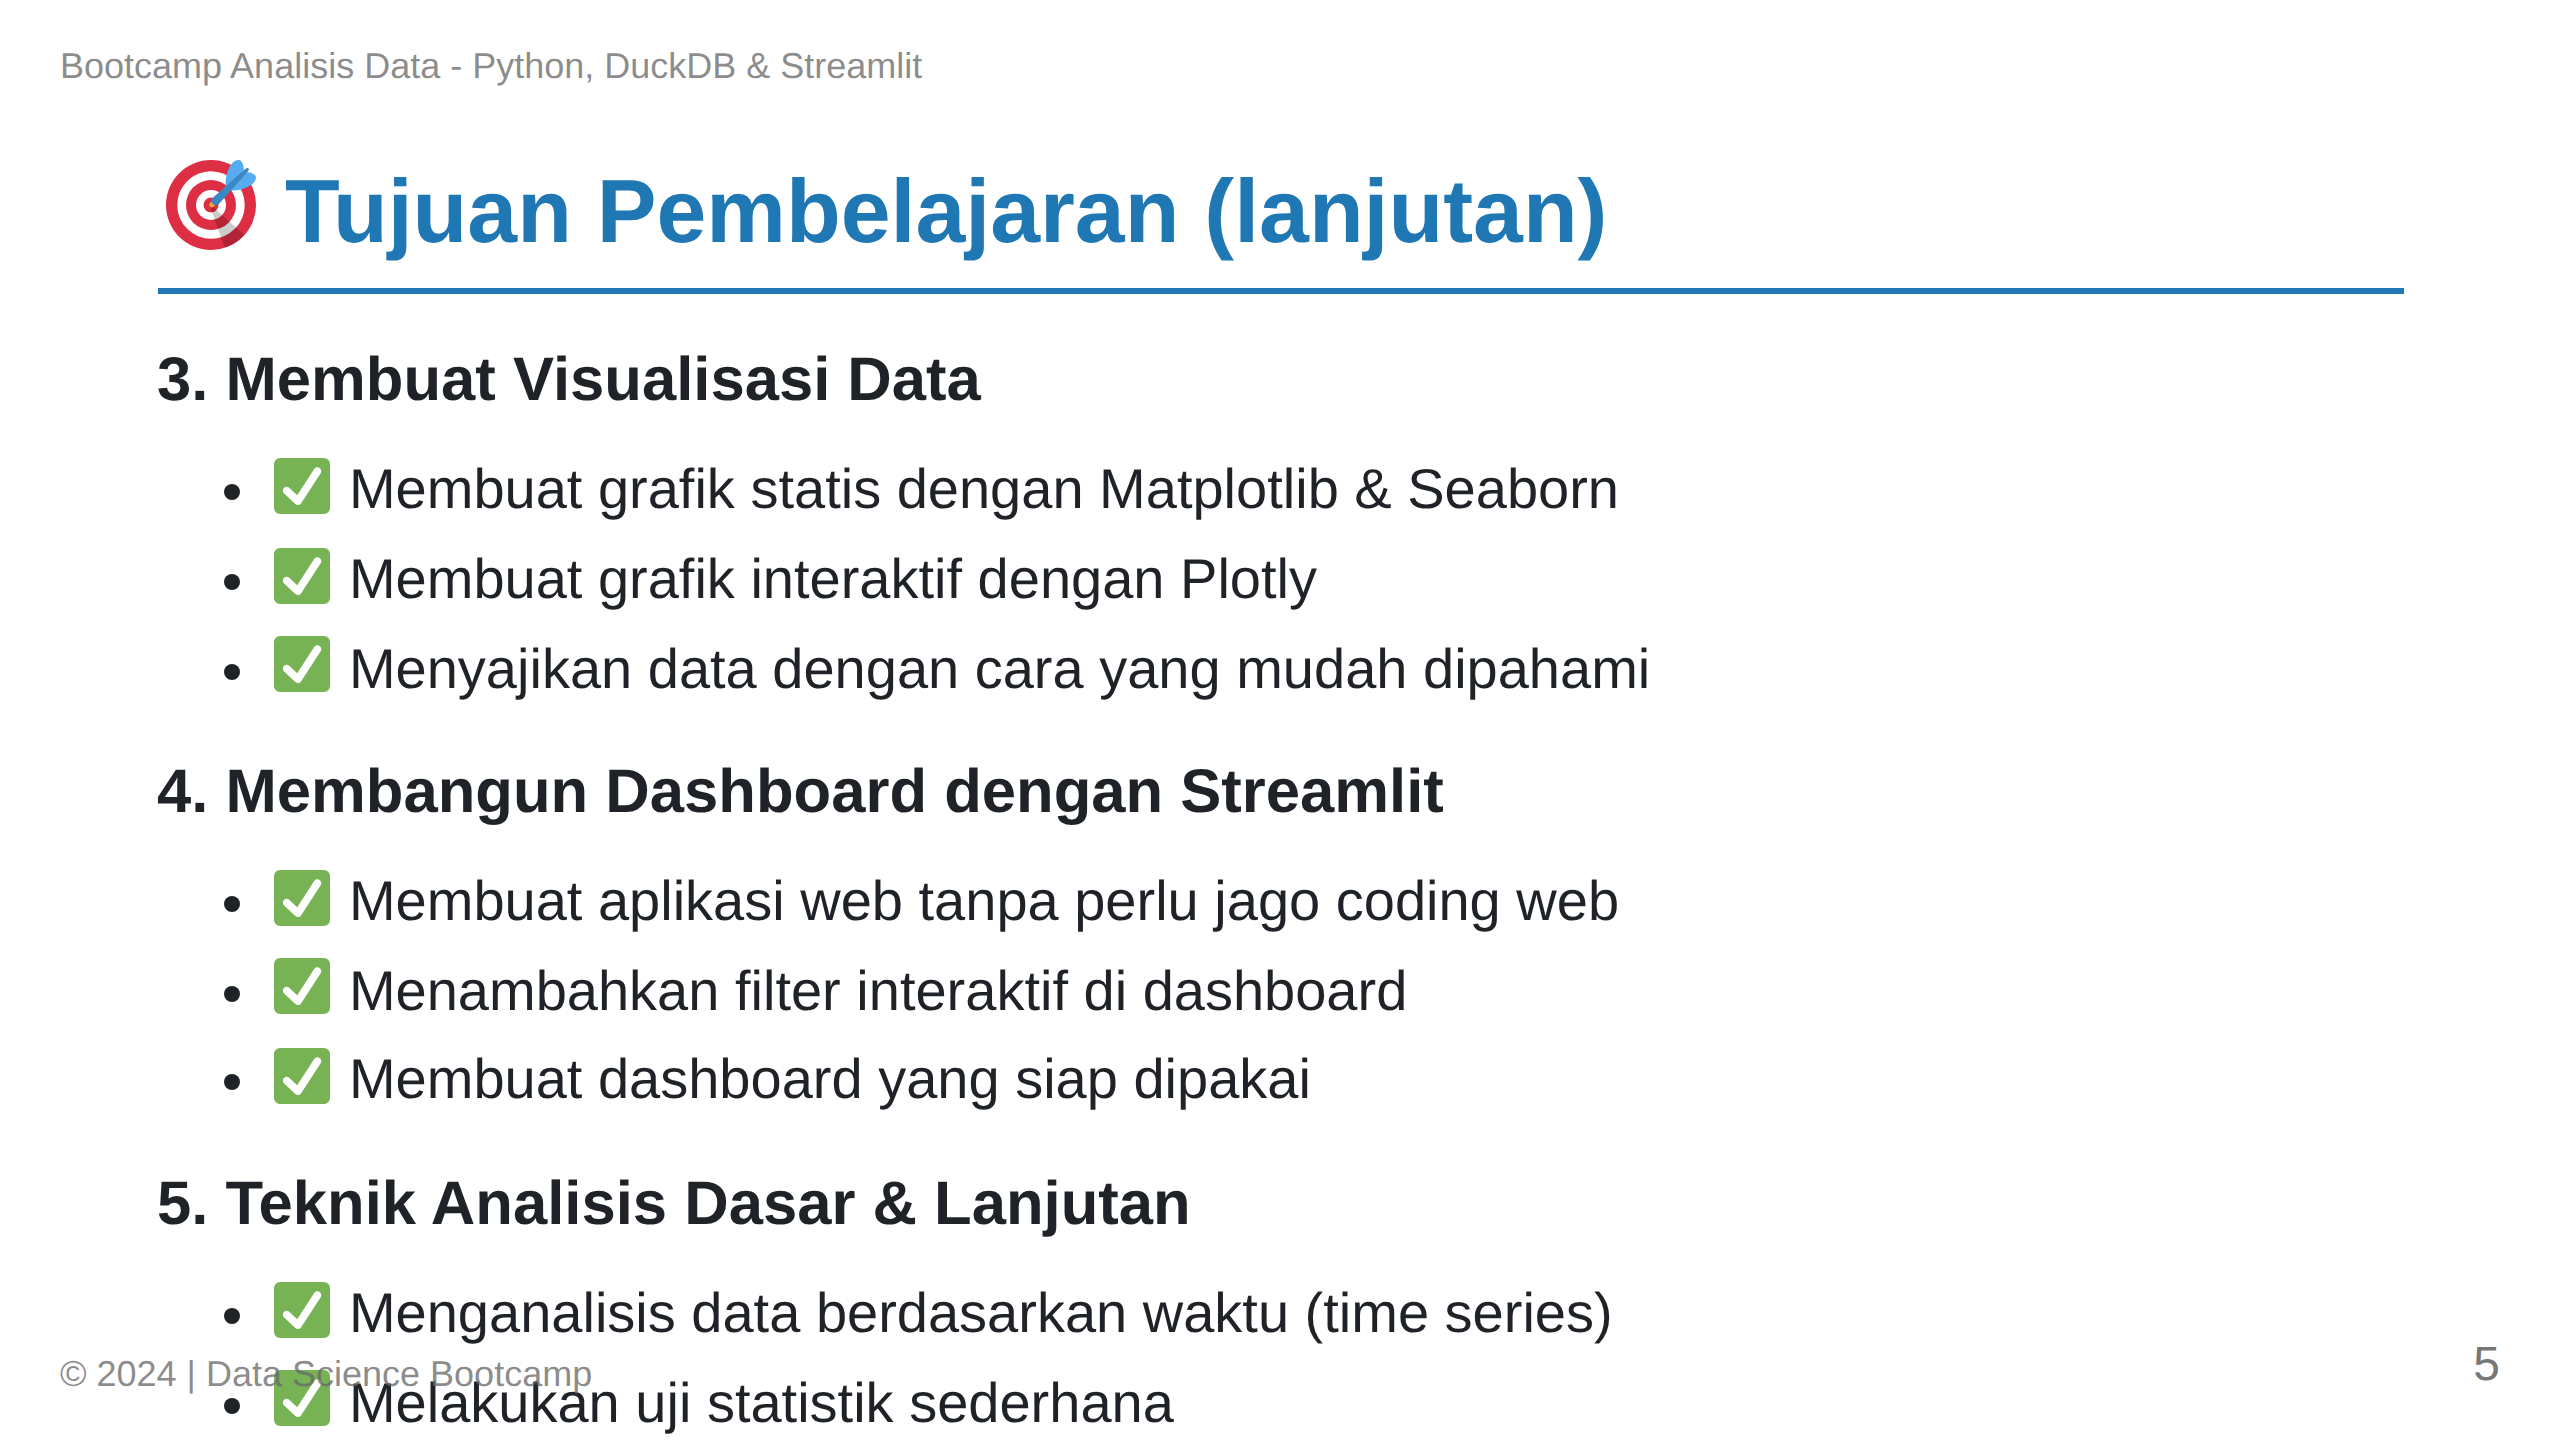 Bootcamp Analisis Data - Python, DuckDB & Streamlit
🎯 Tujuan Pembelajaran (lanjutan)
3. Membuat Visualisasi Data
• ✅ Membuat grafik statis dengan Matplotlib & Seaborn
• ✅ Membuat grafik interaktif dengan Plotly
• ✅ Menyajikan data dengan cara yang mudah dipahami
4. Membangun Dashboard dengan Streamlit
• ✅ Membuat aplikasi web tanpa perlu jago coding web
• ✅ Menambahkan filter interaktif di dashboard
• ✅ Membuat dashboard yang siap dipakai
5. Teknik Analisis Dasar & Lanjutan
• ✅ Menganalisis data berdasarkan waktu (time series)
• ✅ Melakukan uji statistik sederhana
© 2024 | Data Science Bootcamp
5